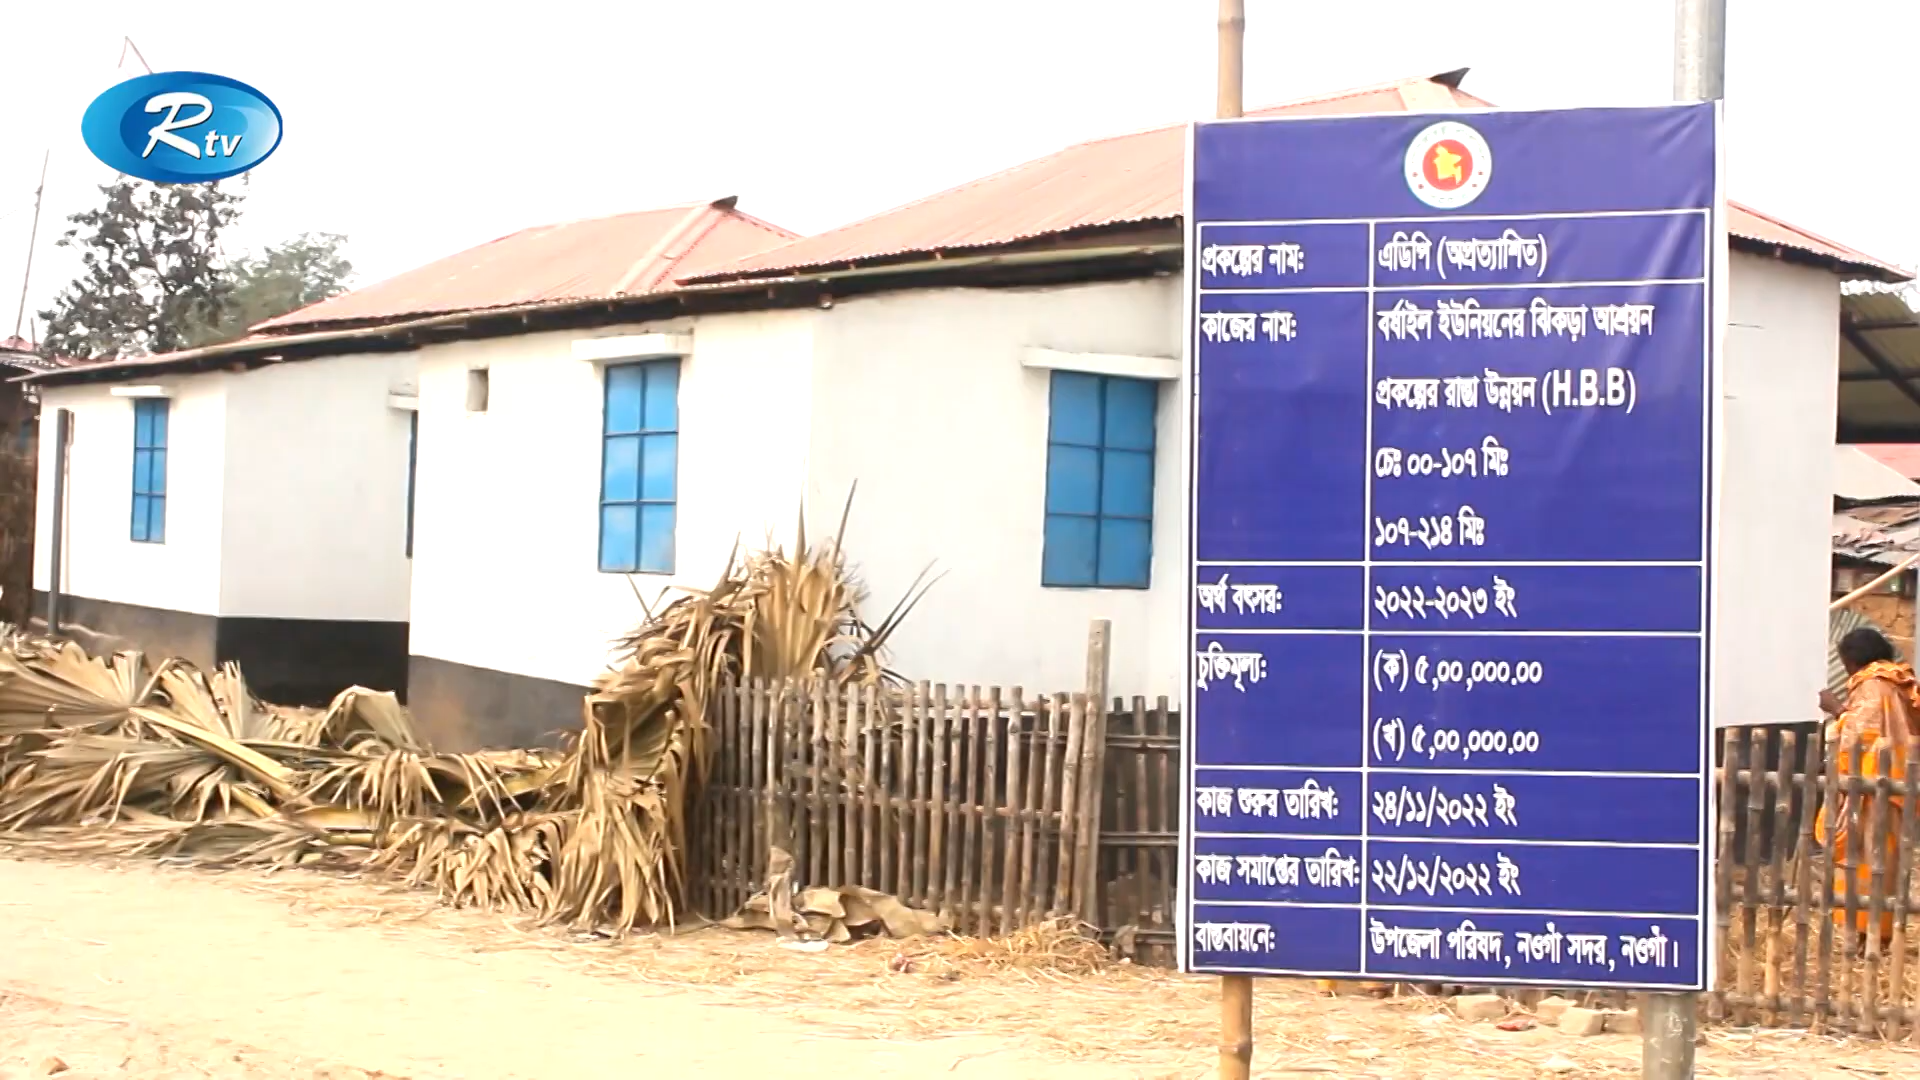 Rtv
প্রকল্পের নাম: এডিপি (অপ্রত্যাশিত)
কাজের নাম: বর্ষাইল ইউনিয়নের ঝিকড়া আশ্রয়ন
প্রকল্পের রাস্তা উন্নয়ন (H.B.B)
চেঃ ০০-১০৭ মিঃ
১০৭-২১৪ মিঃ
অর্থ বৎসর: ২০২২-২০২৩ ইং
চুক্তিমূল্য: (ক) ৫,০০,০০০.০০
(খ) ৫,০০,০০০.০০
কাজ শুরুর তারিখ: ২৪/১১/২০২২ ইং
কাজ সমাপ্তের তারিখ: ২২/১২/২০২২ ইং
বাস্তবায়নে: উপজেলা পরিষদ, নওগাঁ সদর, নওগাঁ।